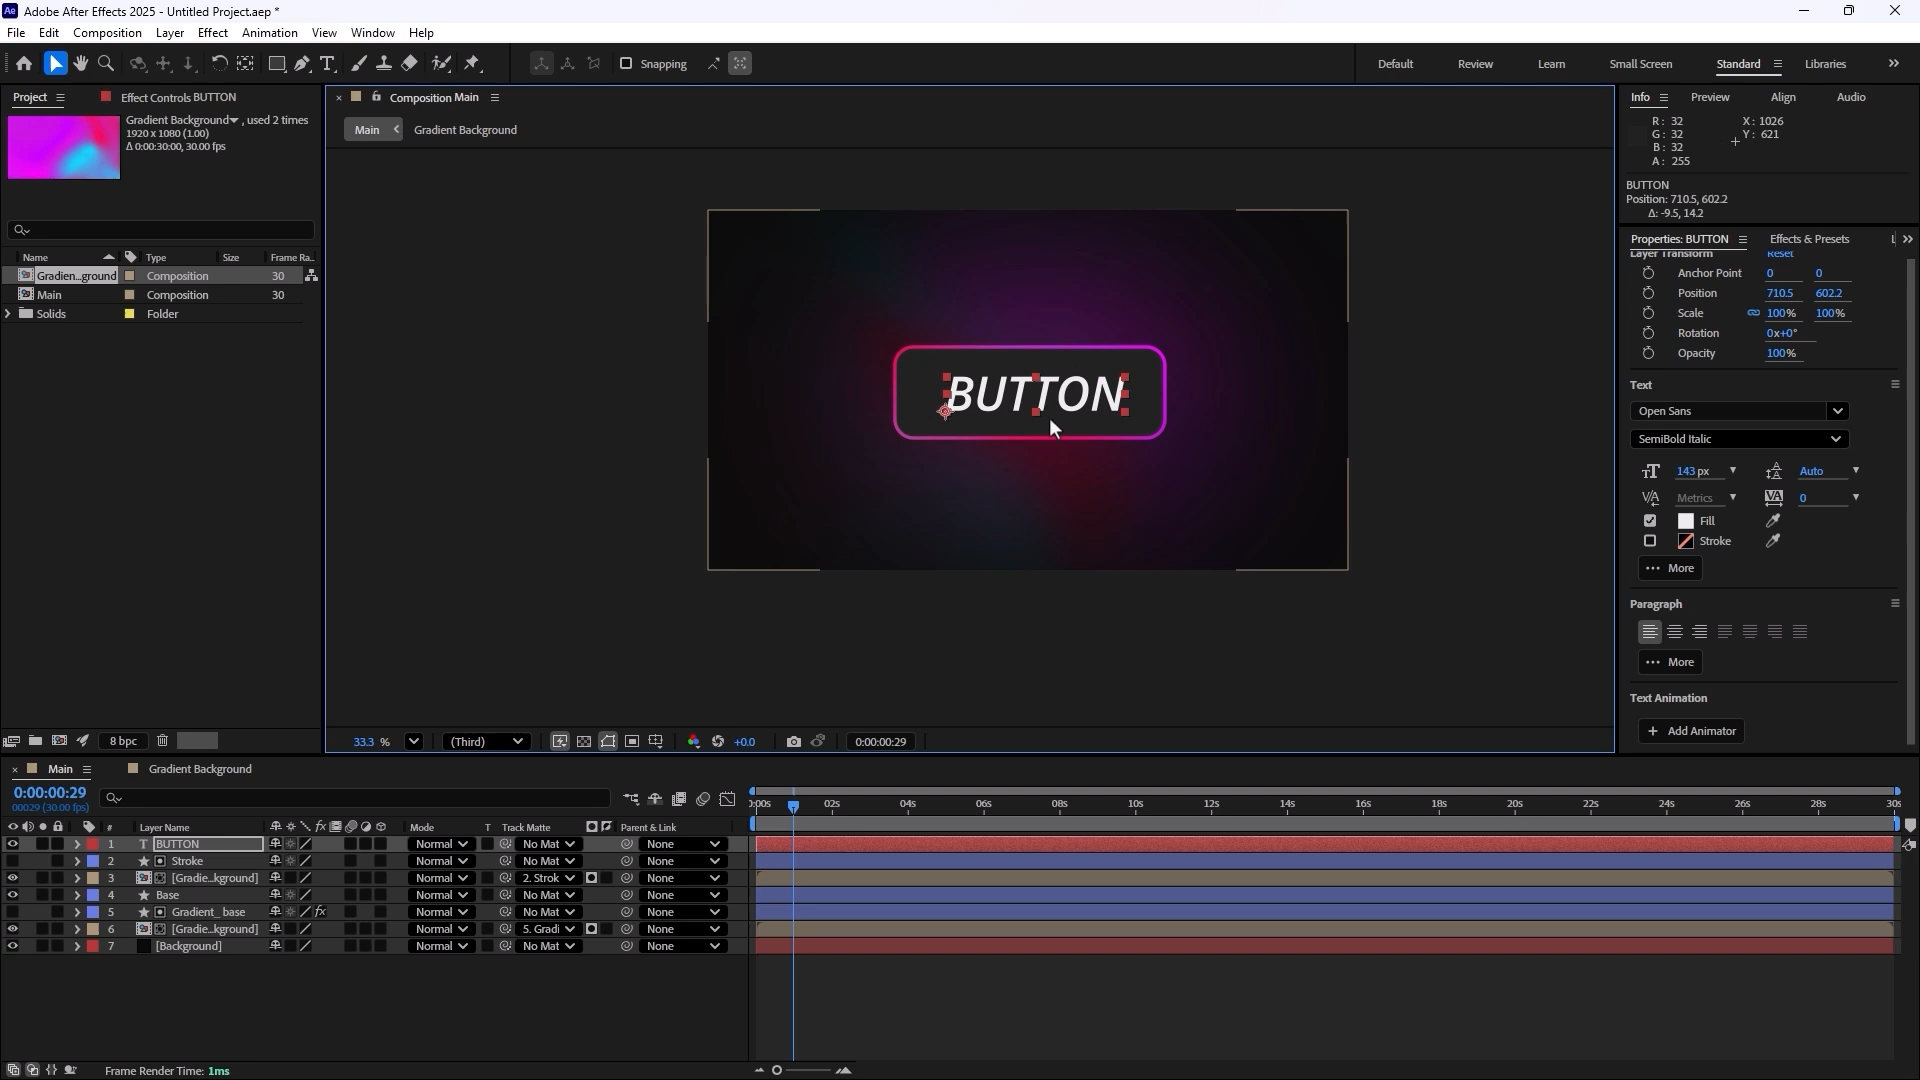 Adobe After Effects 2025 - Untitled Project.aep *
File Edit Composition Layer Effect Animation View Window Help
Snapping
Default Review Learn Small Screen Standard Libraries
Project Effect Controls BUTTON
Composition Main
Info Preview Align Audio
Gradient Background , used 2 times
1920 x 1080 (1.00)
Δ 0:00:30:00, 30.00 fps
Main Gradient Background
R: 32 X: 1026
G: 32 Y: 621
B: 32
A: 255
BUTTON
Position: 710.5, 602.2
Δ: -9.5, 14.2
Properties: BUTTON Effects & Presets L
Layer Transform Reset
Anchor Point 0 0
Position 710.5 602.2
Scale 100% 100%
Rotation 0x+0°
Opacity 100%
Text
Open Sans
SemiBold Italic
143 px Auto
Metrics 0
Fill
Stroke
More
Paragraph
More
Text Animation
+ Add Animator
Name Type Size Frame Ra...
Gradien...ground Composition 30
Main Composition 30
Solids Folder
BUTTON
8 bpc
33.3 % (Third) +0.0 0:00:00:29
Main Gradient Background
0:00:00:29
00029 (30.00 fps)
# Layer Name Mode T Track Matte Parent & Link
:00s 02s 04s 06s 08s 10s 12s 14s 16s 18s 20s 22s 24s 26s 28s 30s
1 T BUTTON Normal No Mat None
2 Stroke Normal No Mat None
3 [Gradie...kground] Normal 2. Strok None
4 Base Normal No Mat None
5 Gradient_ base fx Normal No Mat None
6 [Gradie...kground] Normal 5. Gradi None
7 [Background] Normal No Mat None
Frame Render Time: 1ms